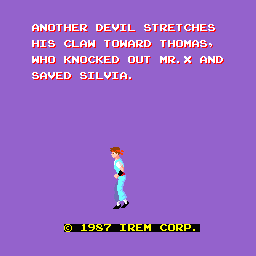 ANOTHER DEVIL STRETCHES
HIS CLAW TOWARD THOMAS,
WHO KNOCKED OUT MR.X AND
SAVED SILVIA.
© 1987 IREM CORP.